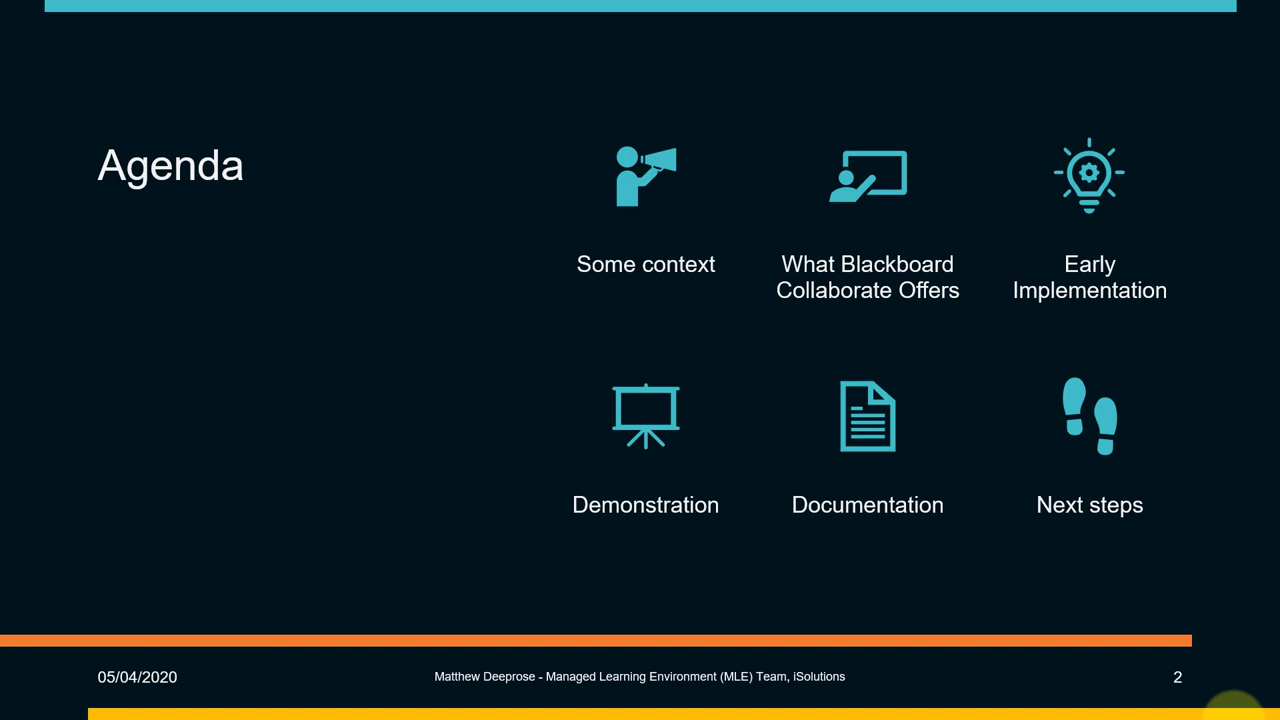 Agenda
Some context
What Blackboard
Collaborate Offers
Early
Implementation
Demonstration
Documentation
Next steps
05/04/2020
Matthew Deeprose - Managed Learning Environment (MLE) Team, iSolutions
2